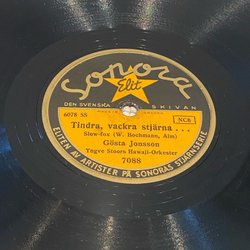 Sonora
Elit
DEN SVENSKA SKIVAN
6078 SS
NCB
Tindra, vackra stjärna . . .
Slow-fox (W. Bochmann, Alm)
Gösta Jonsson
Yngve Stoors Hawaii-Orkester
7088
ELITEN AV ARTISTER PÅ SONORAS STJÄRNSERIE